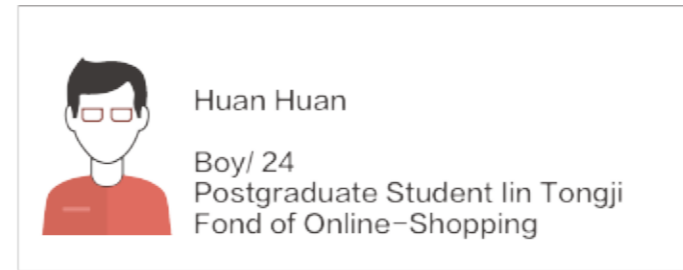 Huan Huan
Boy/ 24
Postgraduate Student Iin Tongji
Fond of Online-Shopping